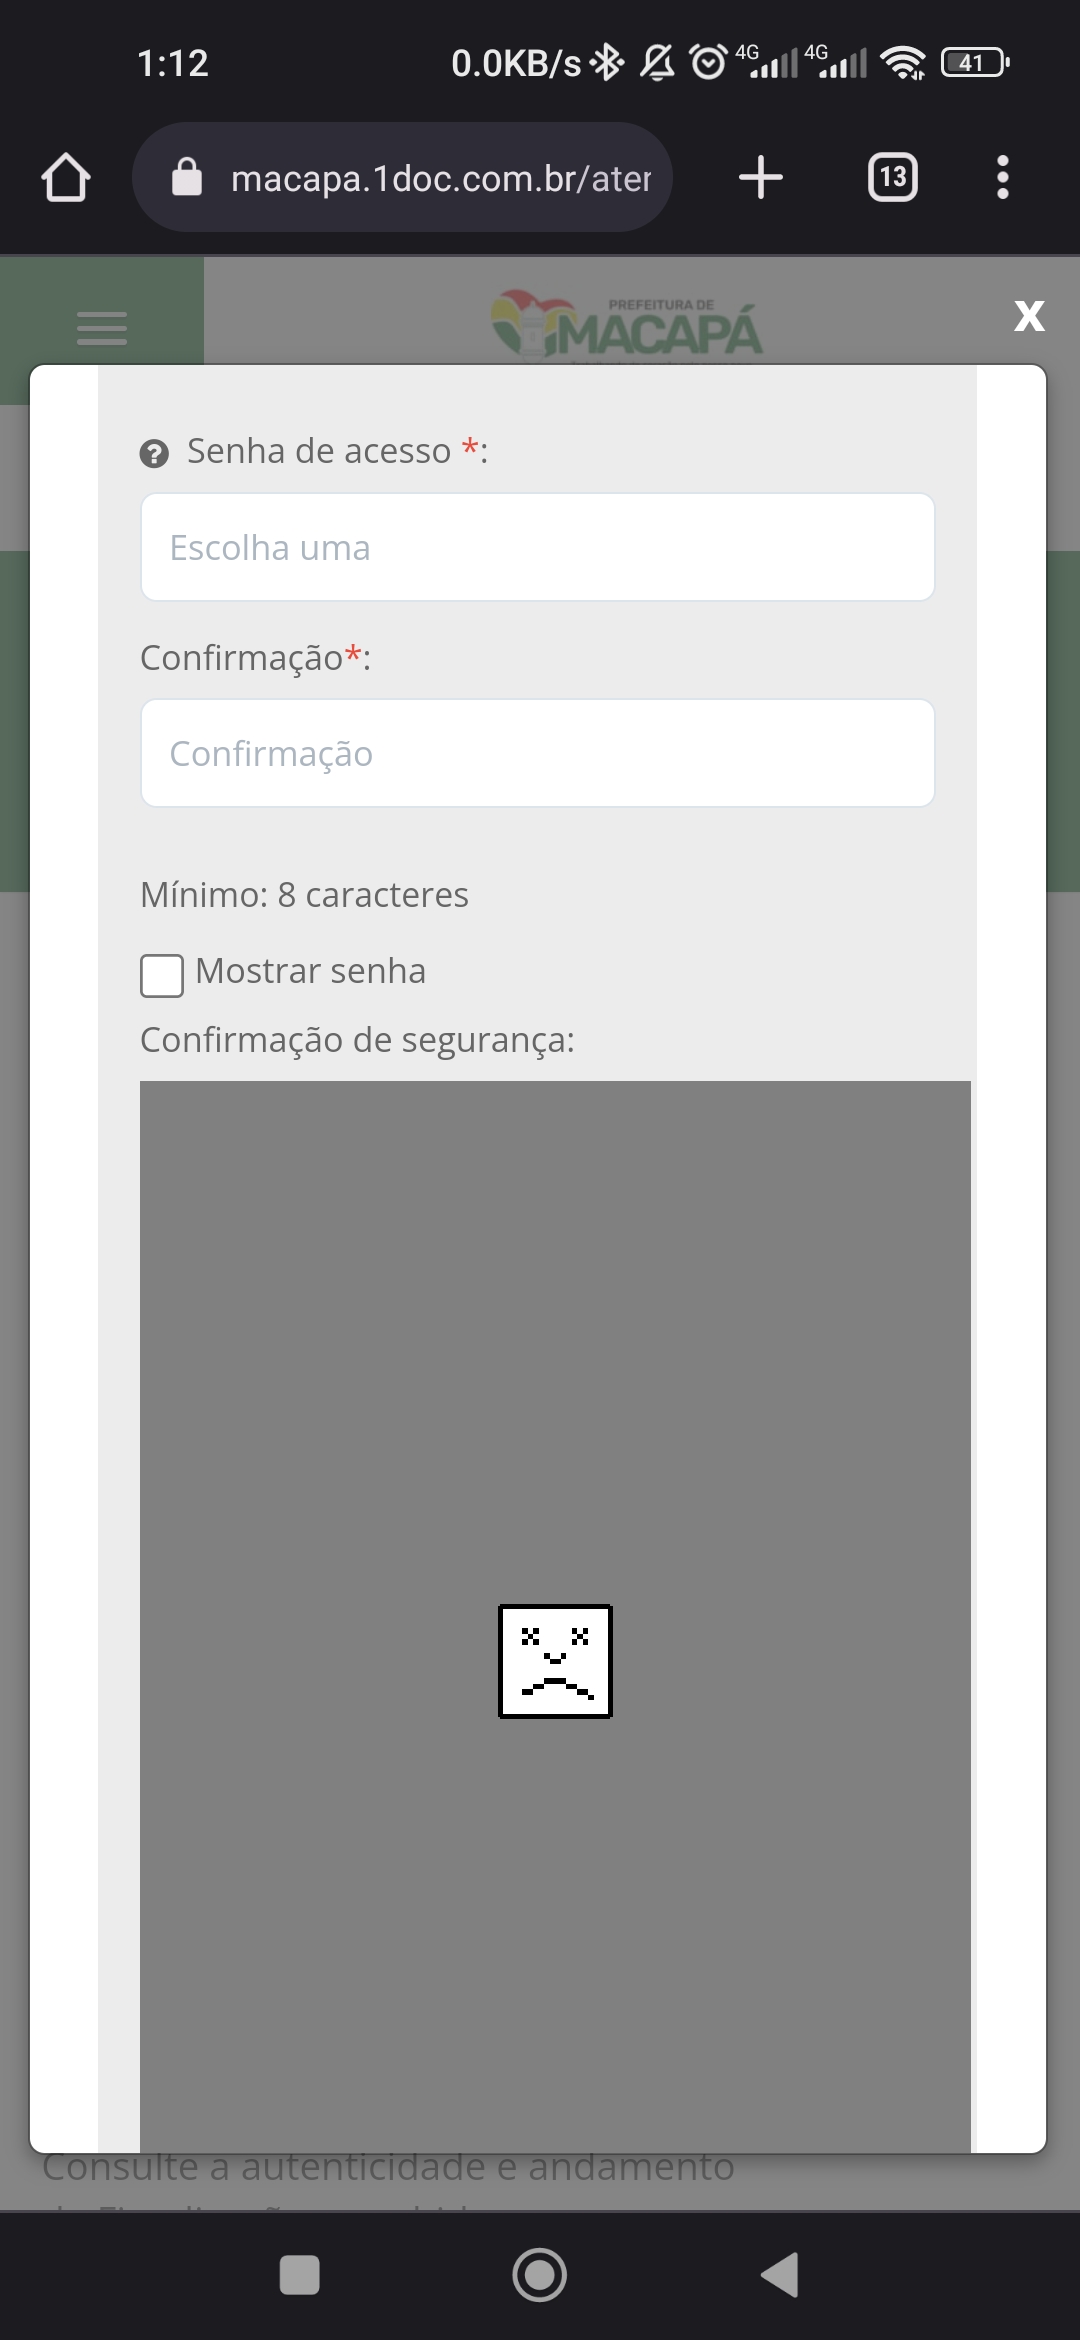 1:12
0.0KB/s
4G
4G
41
macapa.1doc.com.br/ater
13
PREFEITURA DE
MACAPÁ
X
Senha de acesso *:
Escolha uma
Confirmação*:
Confirmação
Mínimo: 8 caracteres
Mostrar senha
Confirmação de segurança:
Consulte a autenticidade e andamento